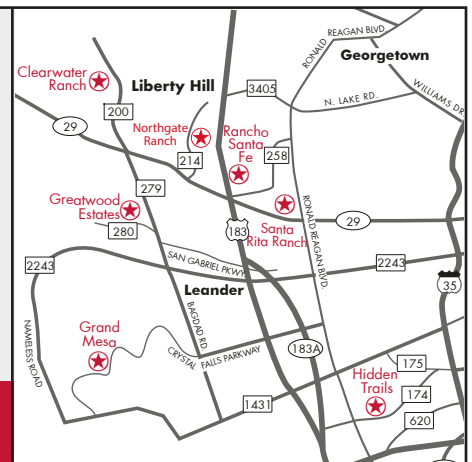 REAGAN BLVD
RONALD
Georgetown
Clearwater
Ranch
Liberty Hill
3405
N. LAKE RD.
WILLIAMS DR.
200
29
Northgate
Ranch
Rancho
Santa
Fe
214
258
279
Greatwood
Estates
280
183
Santa
Rita Ranch
RONALD REAGAN BLVD.
29
2243
SAN GABRIEL PKWY
2243
35
Leander
NAMELESS ROAD
BAGDAD RD.
Grand
Mesa
CRYSTAL FALLS PARKWAY
183A
175
Hidden
Trails
174
1431
620